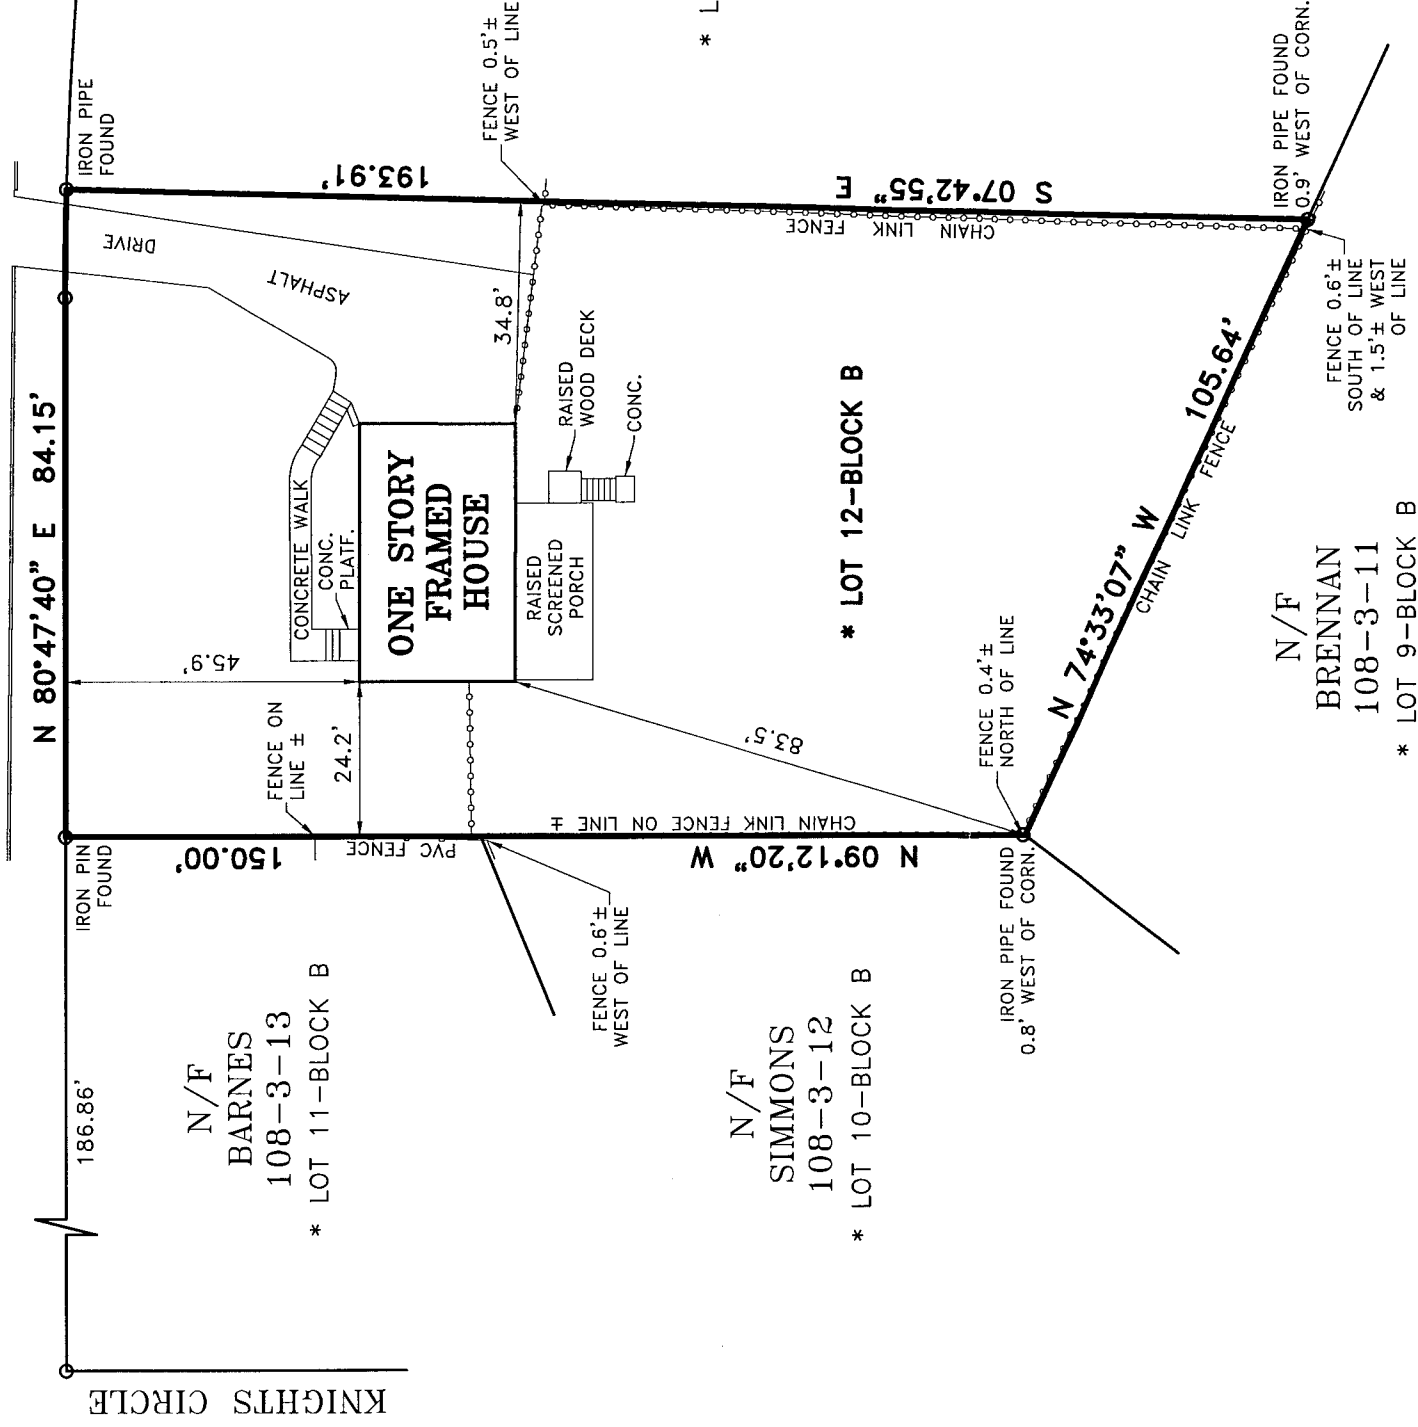 KNIGHTS CIRCLE
186.86'
N 80°47'40" E 84.15'
IRON PIN
FOUND
IRON PIPE
FOUND
150.00'
N 09°12'20" W
193.91'
S 07°42'55" E
N 74°33'07" W
105.64'
N/F
BARNES
108-3-13
* LOT 11-BLOCK B
N/F
SIMMONS
108-3-12
* LOT 10-BLOCK B
N/F
BRENNAN
108-3-11
* LOT 9-BLOCK B
* L
* LOT 12-BLOCK B
ONE STORY
FRAMED
HOUSE
CONCRETE WALK
CONC.
PLATF.
45.9'
24.2'
34.8'
83.5'
ASPHALT
DRIVE
RAISED
SCREENED
PORCH
RAISED
WOOD DECK
CONC.
FENCE ON
LINE ±
PVC FENCE
CHAIN LINK FENCE ON LINE ±
FENCE 0.6'±
WEST OF LINE
FENCE 0.5'±
WEST OF LINE
CHAIN LINK FENCE
IRON PIPE FOUND
0.9' WEST OF CORN.
FENCE 0.6'±
SOUTH OF LINE
& 1.5'± WEST
OF LINE
CHAIN LINK FENCE
FENCE 0.4'±
NORTH OF LINE
IRON PIPE FOUND
0.8' WEST OF CORN.